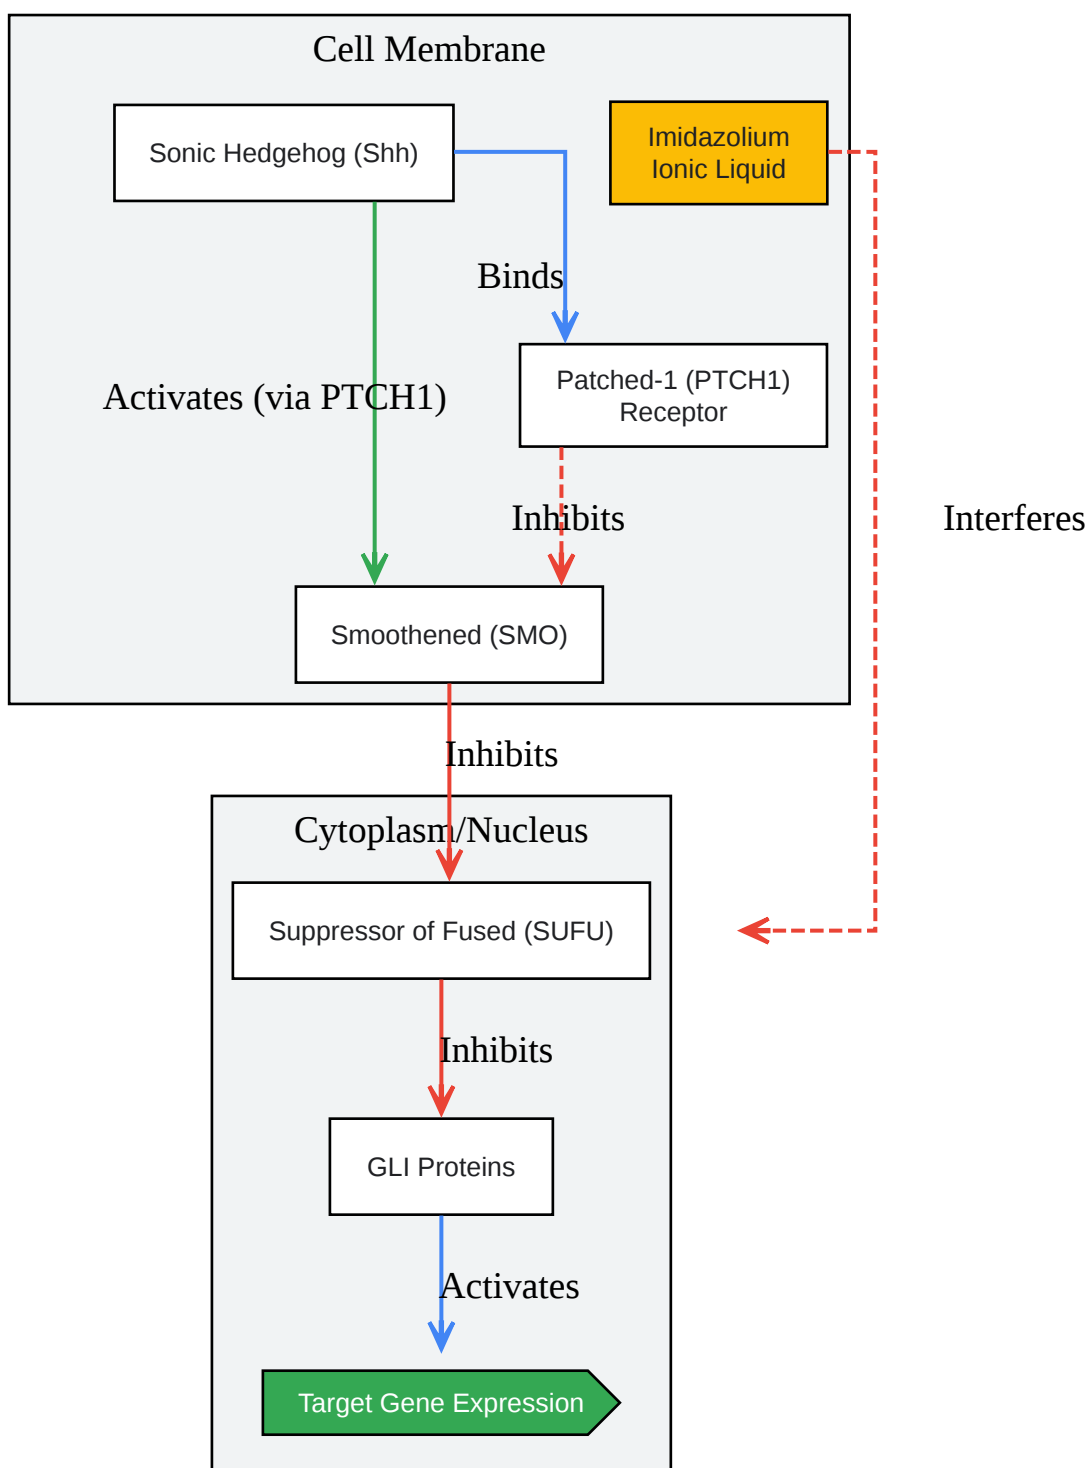 Cell Membrane
Sonic Hedgehog (Shh)
Imidazolium
Ionic Liquid
Binds
Activates (via PTCH1)
Patched-1 (PTCH1)
Receptor
Inhibits
Interferes
Smoothened (SMO)
Inhibits
Cytoplasm/Nucleus
Suppressor of Fused (SUFU)
Inhibits
GLI Proteins
Activates
Target Gene Expression